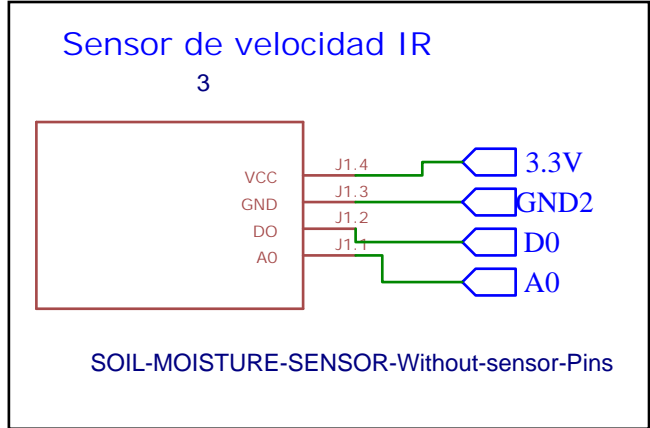 Sensor de velocidad IR
3
VCC J1.4 3.3V
GND J1.3 GND2
DO J1.2 D0
A0 J1.1 A0
SOIL-MOISTURE-SENSOR-Without-sensor-Pins